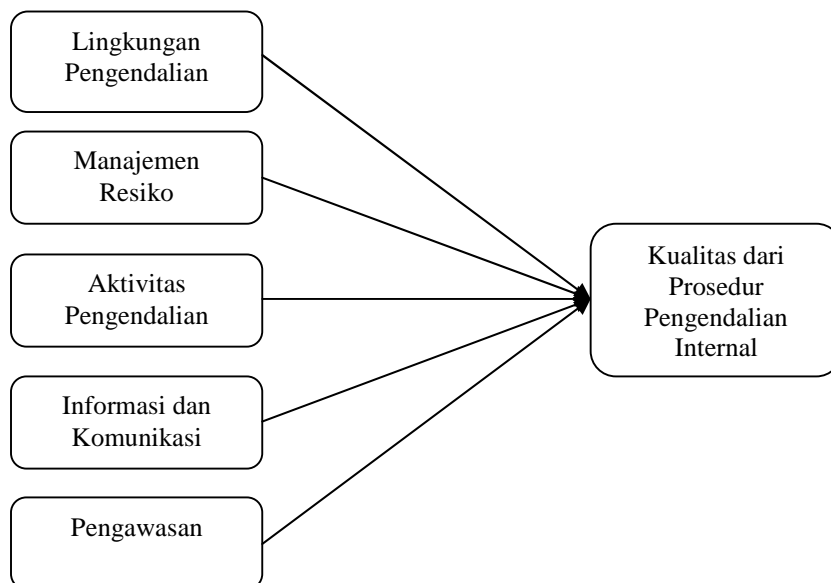 Lingkungan
Pengendalian
Manajemen
Resiko
Aktivitas
Pengendalian
Informasi dan
Komunikasi
Pengawasan
Kualitas dari
Prosedur
Pengendalian
Internal